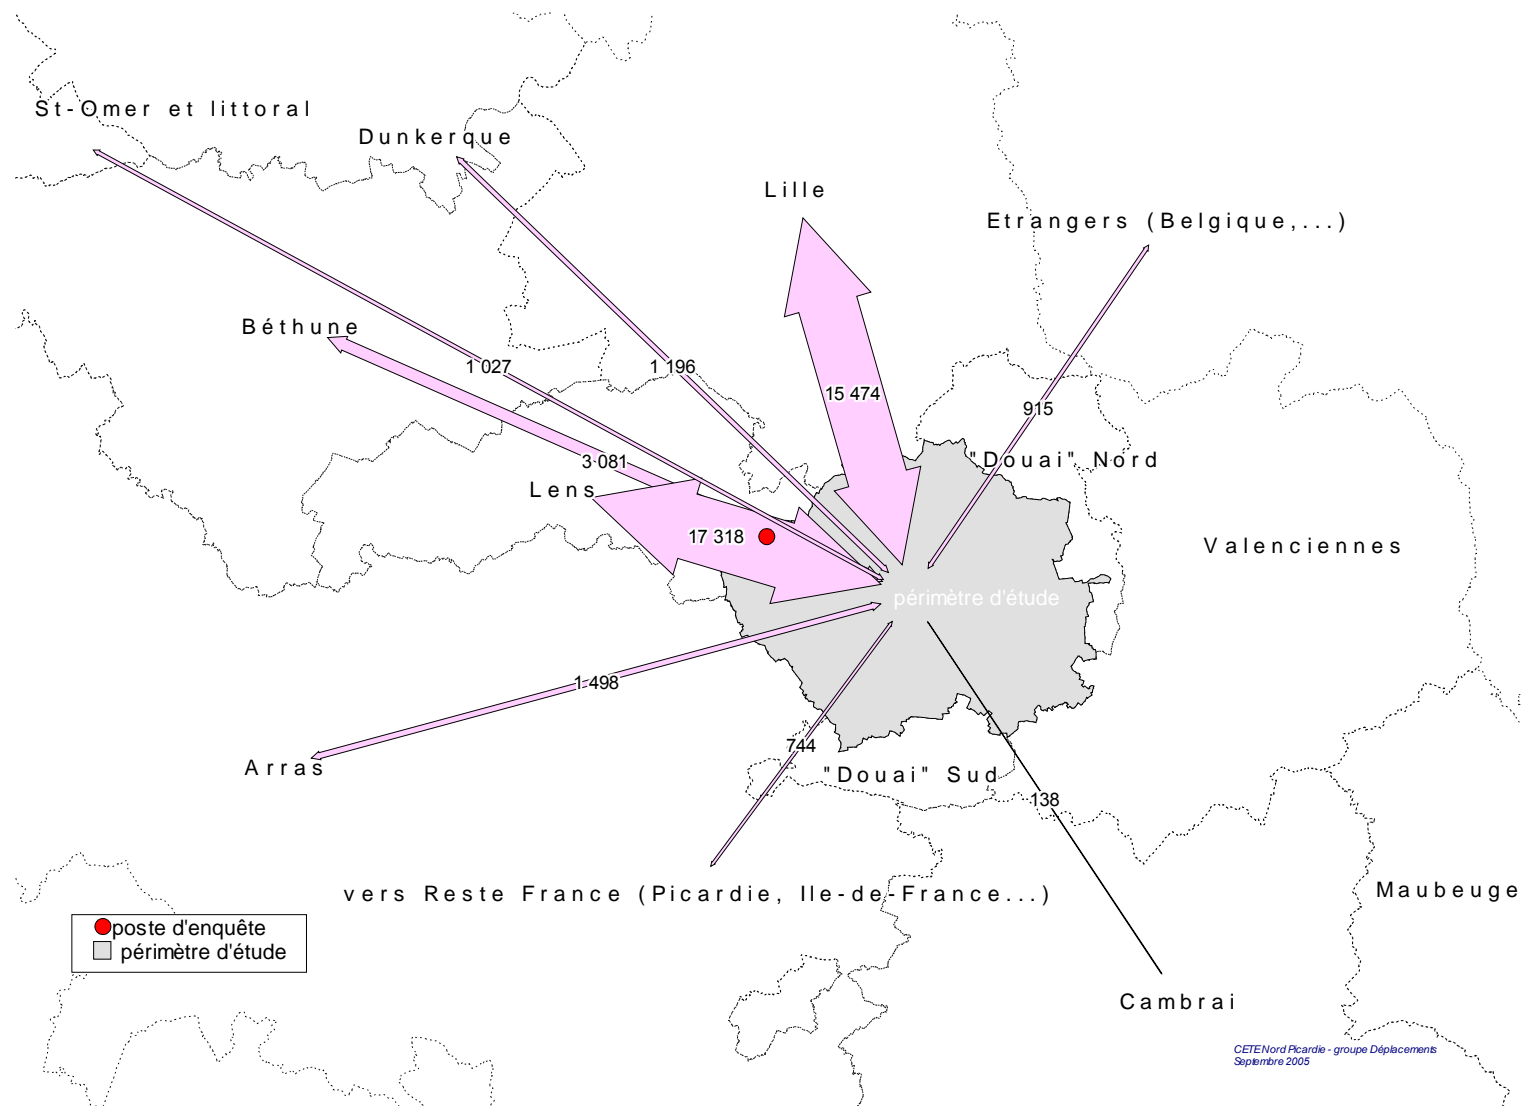 St-Omer et littoral
Dunkerque
Lille
Etrangers (Belgique,...)
Béthune
1 027
1 196
15 474
915
3 081
"Douai" Nord
Lens
17 318
Valenciennes
périmètre d'étude
1 498
744
Arras
"Douai" Sud
138
vers Reste France (Picardie, Ile-de-France...)
Maubeuge
poste d'enquête
périmètre d'étude
Cambrai
CETE Nord Picardie - groupe Déplacements
Septembre 2005